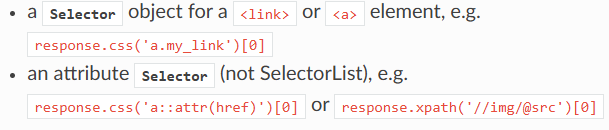 • a Selector object for a <link> or <a> element, e.g.
response.css('a.my_link')[0]
• an attribute Selector (not SelectorList), e.g.
response.css('a::attr(href)')[0] or response.xpath('//img/@src')[0]